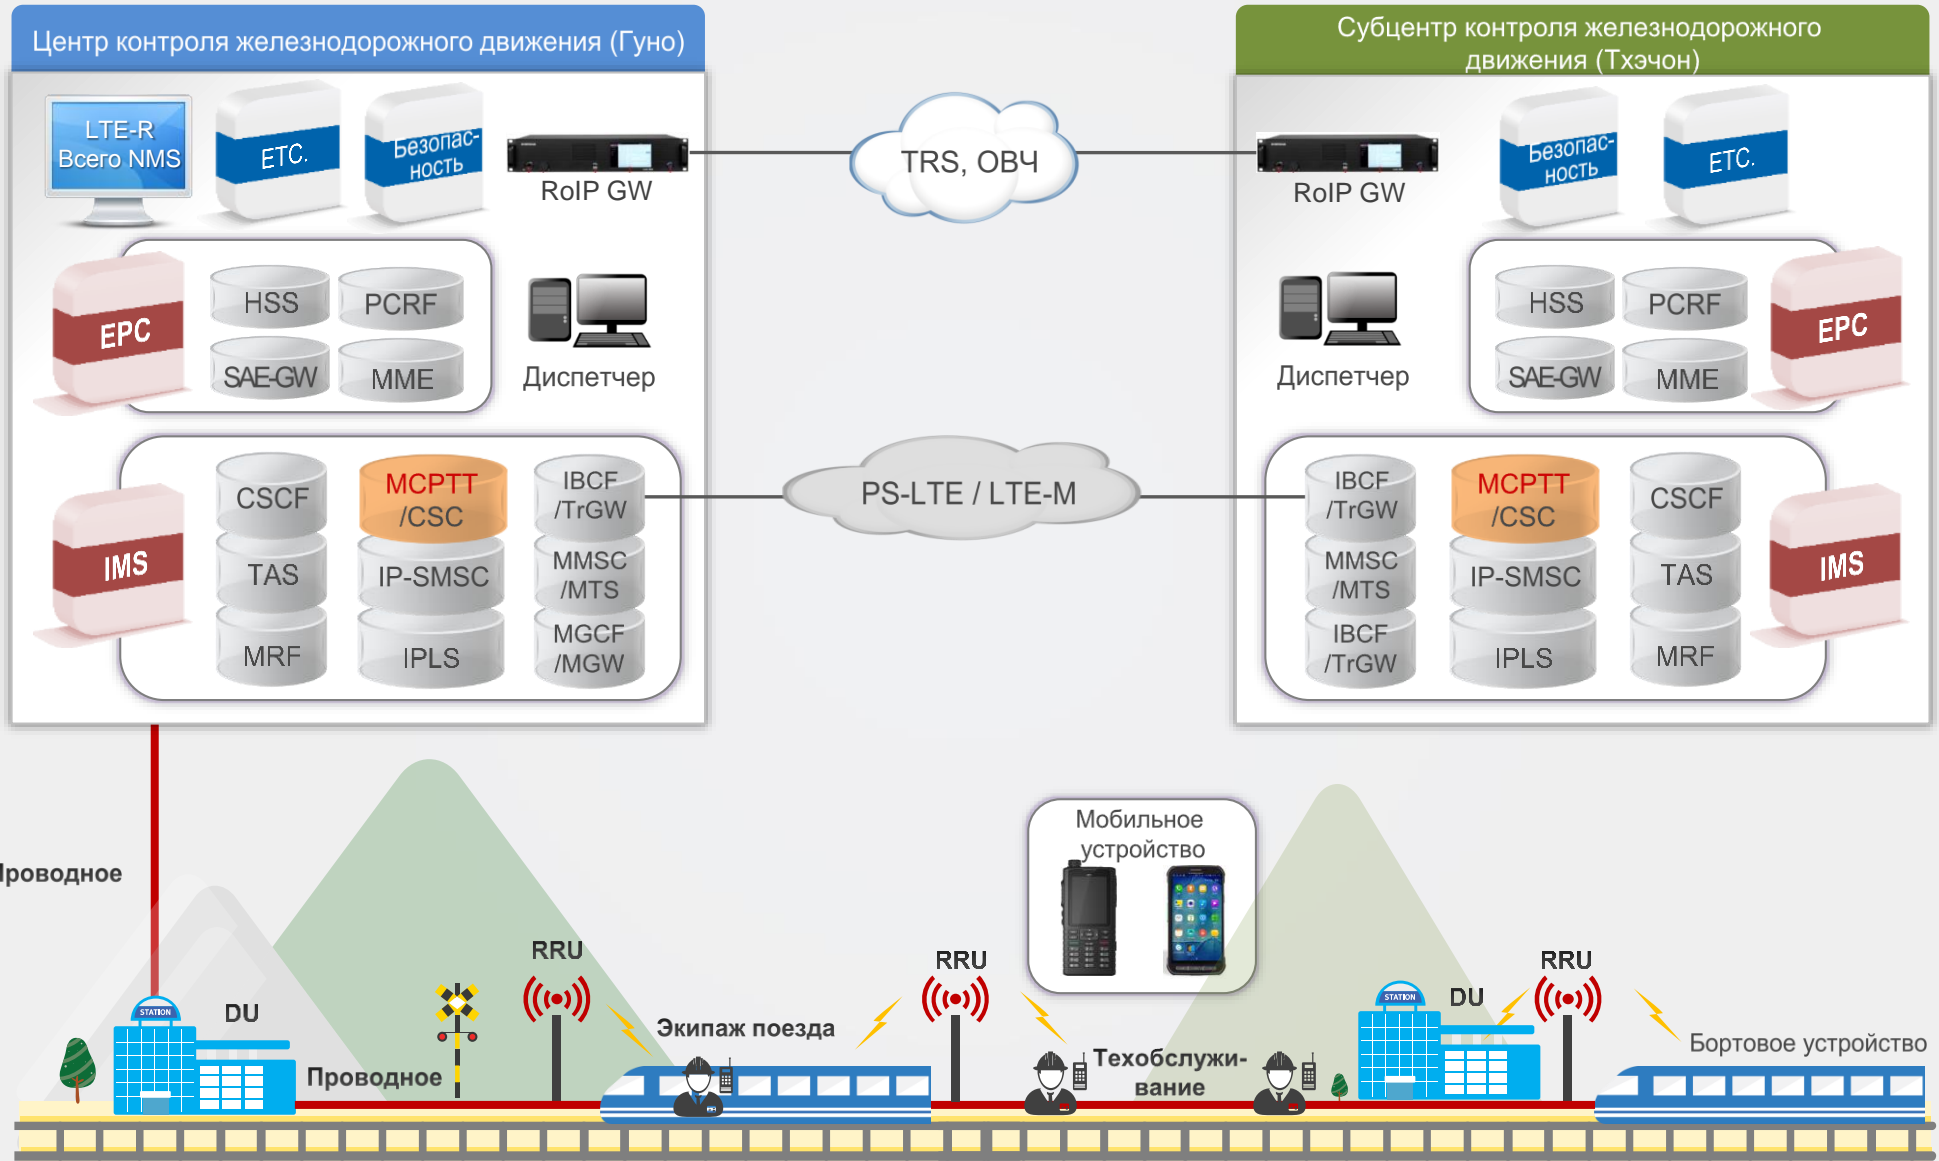 Центр контроля железнодорожного движения (Гуно)
Субцентр контроля железнодорожного
движения (Тхэчон)
LTE-R
Всего NMS
ETC.
Безопас-
ность
RoIP GW
TRS, ОВЧ
RoIP GW
Безопас-
ность
ETC.
EPC
HSS
PCRF
SAE-GW
MME
Диспетчер
Диспетчер
HSS
PCRF
SAE-GW
MME
EPC
IMS
CSCF
MCPTT
/CSC
IBCF
/TrGW
TAS
IP-SMSC
MMSC
/MTS
MRF
IPLS
MGCF
/MGW
PS-LTE / LTE-M
IBCF
/TrGW
MCPTT
/CSC
CSCF
MMSC
/MTS
IP-SMSC
TAS
IBCF
/TrGW
IPLS
MRF
IMS
Мобильное
устройство
Проводное
RRU
RRU
RRU
STATION
DU
STATION
DU
Экипаж поезда
Бортовое устройство
Проводное
Техобслужи-
вание